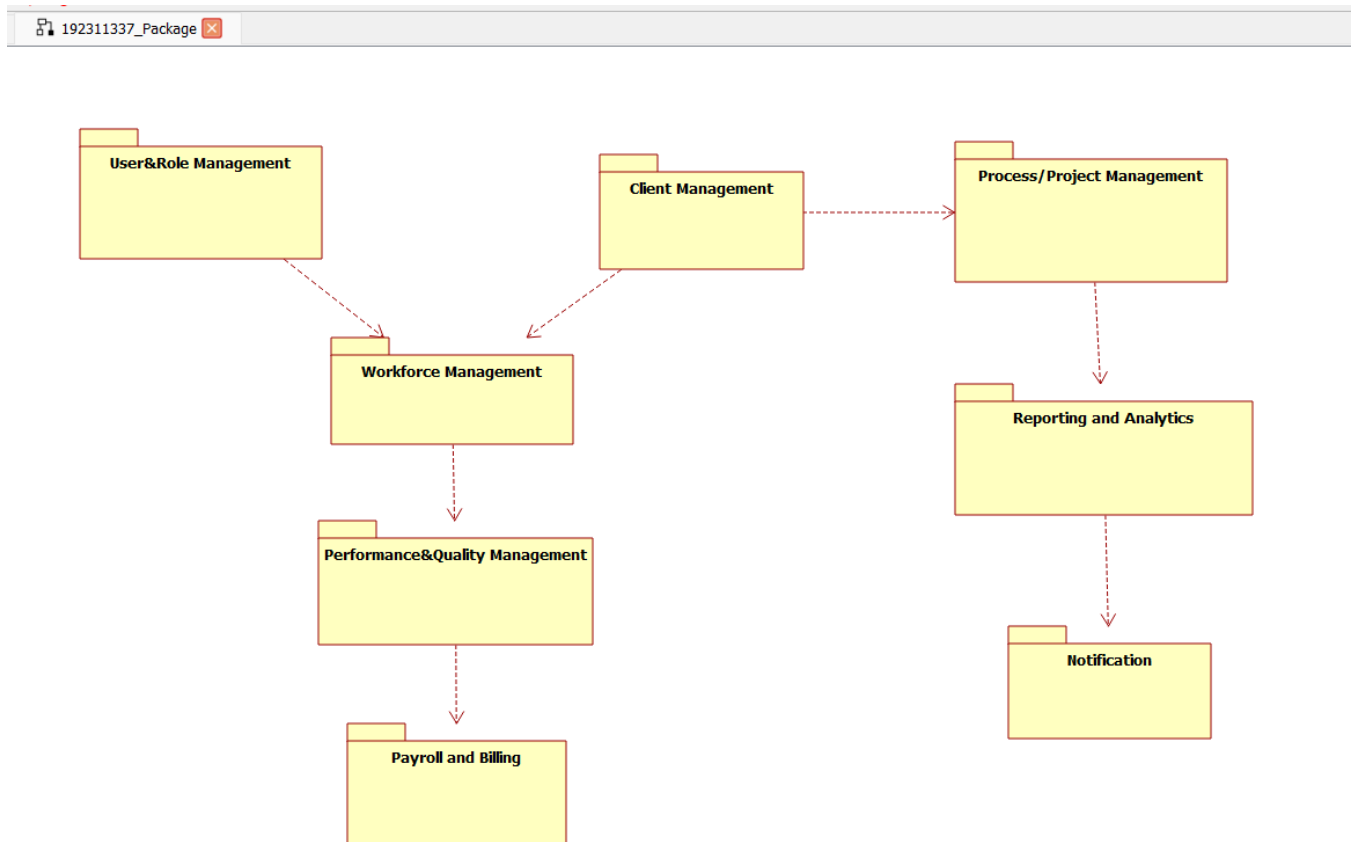 192311337_Package
User&Role Management
Client Management
Process/Project Management
Workforce Management
Reporting and Analytics
Performance&Quality Management
Notification
Payroll and Billing